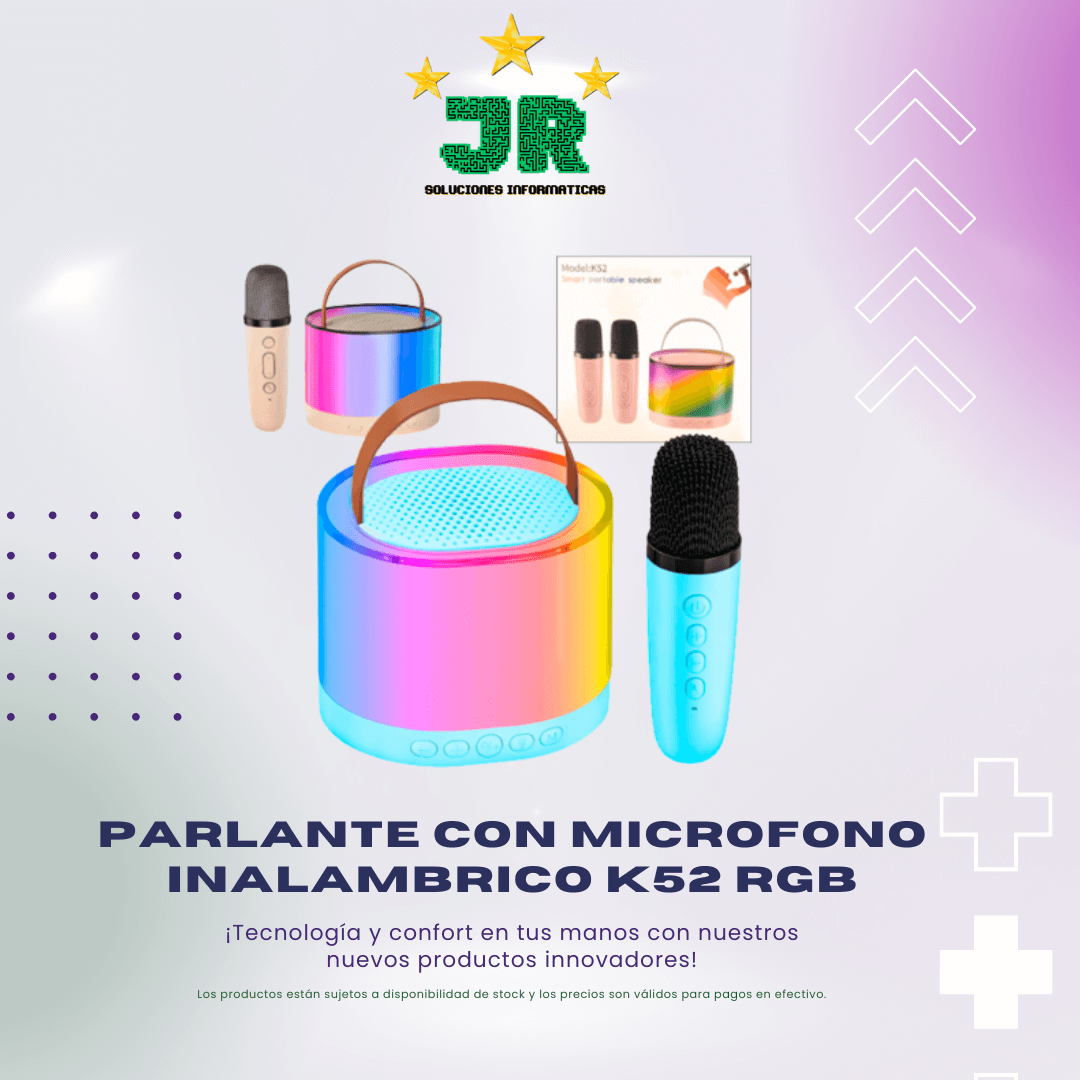 JR
SOLUCIONES INFORMATICAS
Model:K52
Smart portable speaker
PARLANTE CON MICROFONO
INALAMBRICO K52 RGB
¡Tecnología y confort en tus manos con nuestros
nuevos productos innovadores!
Los productos están sujetos a disponibilidad de stock y los precios son válidos para pagos en efectivo.